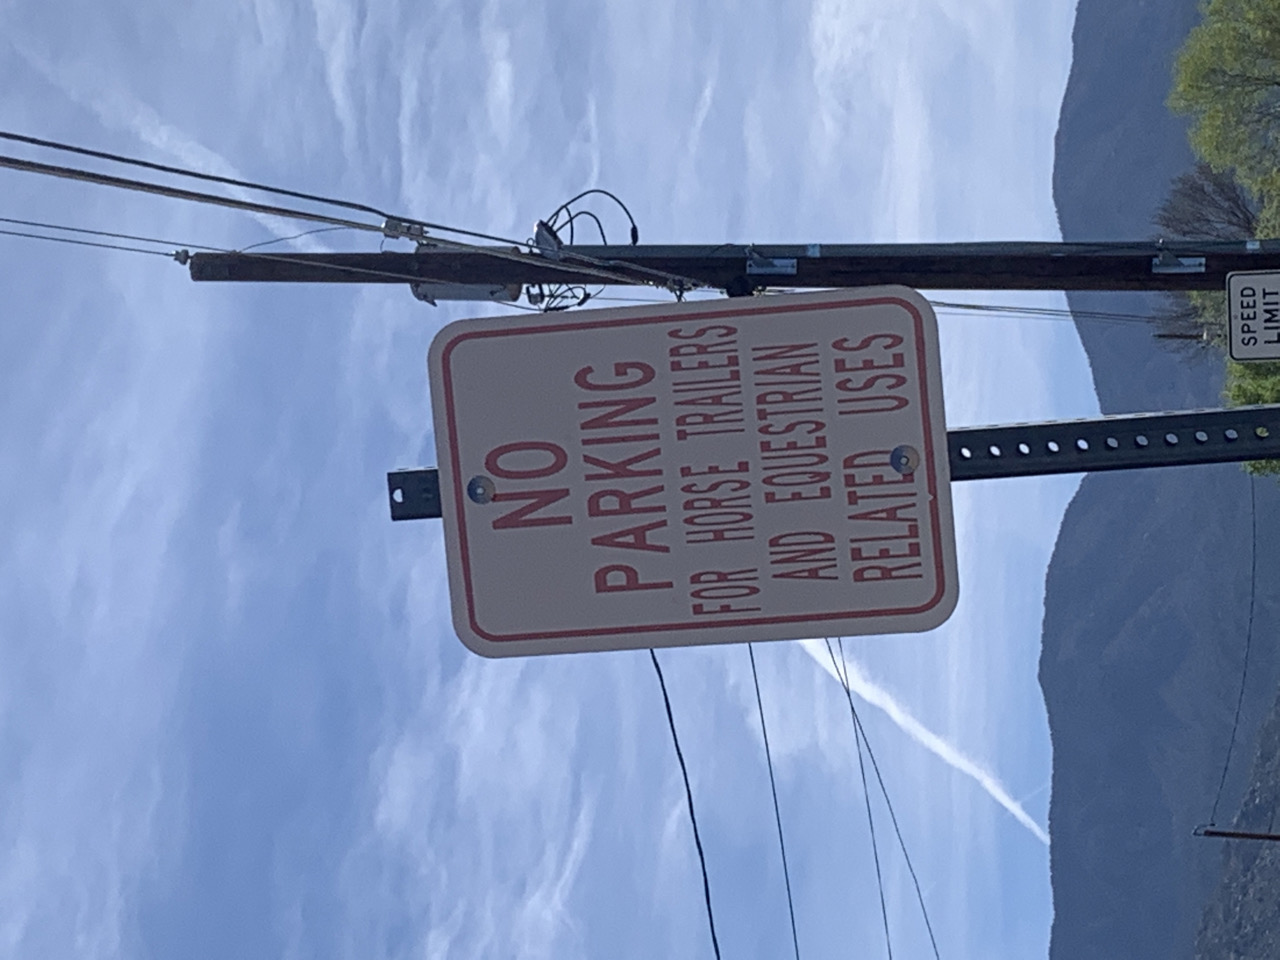 NO
PARKING
FOR HORSE TRAILERS
AND EQUESTRIAN
RELATED USES
SPEED
LIMIT